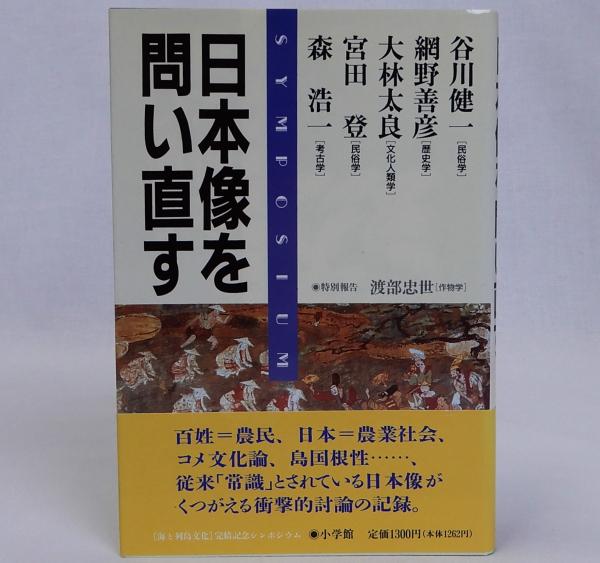 谷川健一[民俗学]
網野善彦[歴史学]
大林太良[文化人類学]
宮田 登[民俗学]
森 浩一[考古学]
SYMPOSIUM
日本像を
問い直す
◉特別報告 渡部忠世[作物学]
百姓=農民、日本=農業社会、
コメ文化論、島国根性……、
従来「常識」とされている日本像が
くつがえる衝撃的討論の記録。
[海と列島文化]完結記念シンポジウム ◉小学館 定価1300円(本体1262円)